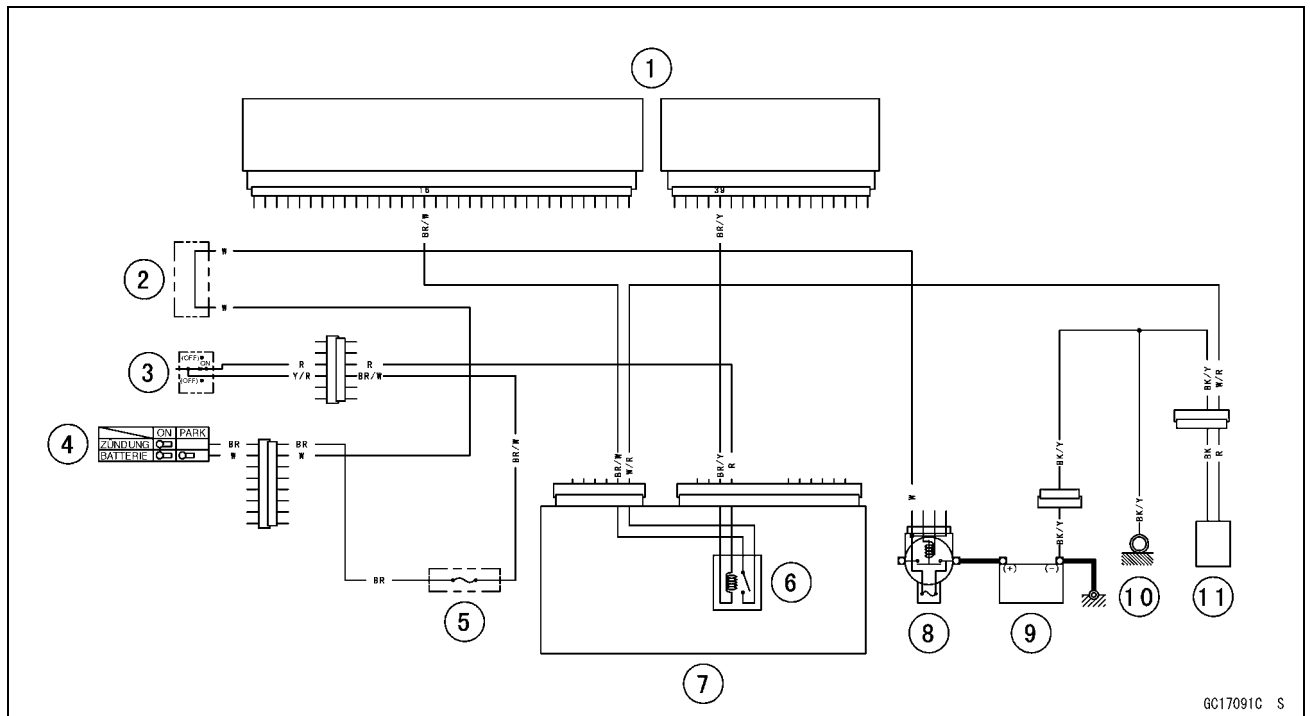 1
16 39
BR/W BR/Y
2 W
W
3 (OFF) ON
(OFF)
R R
Y/R BR/W
BR/W
4 ON PARK
ZÜNDUNG
BATTERIE
BR BR
W W
BR
5
BR/W W/R BR/Y R
6
7
W
8
(+) (-)
9
BK/Y
BK/Y
BK/Y
10
BK/Y W/R
BK R
11
GC17091C S